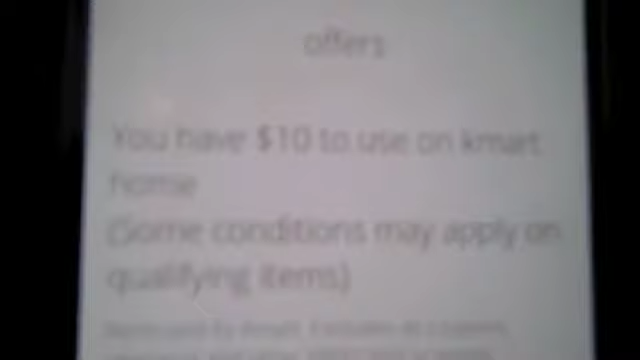 offers
You have $10 to use on kmart
home
(Some conditions may apply on
qualifying items)